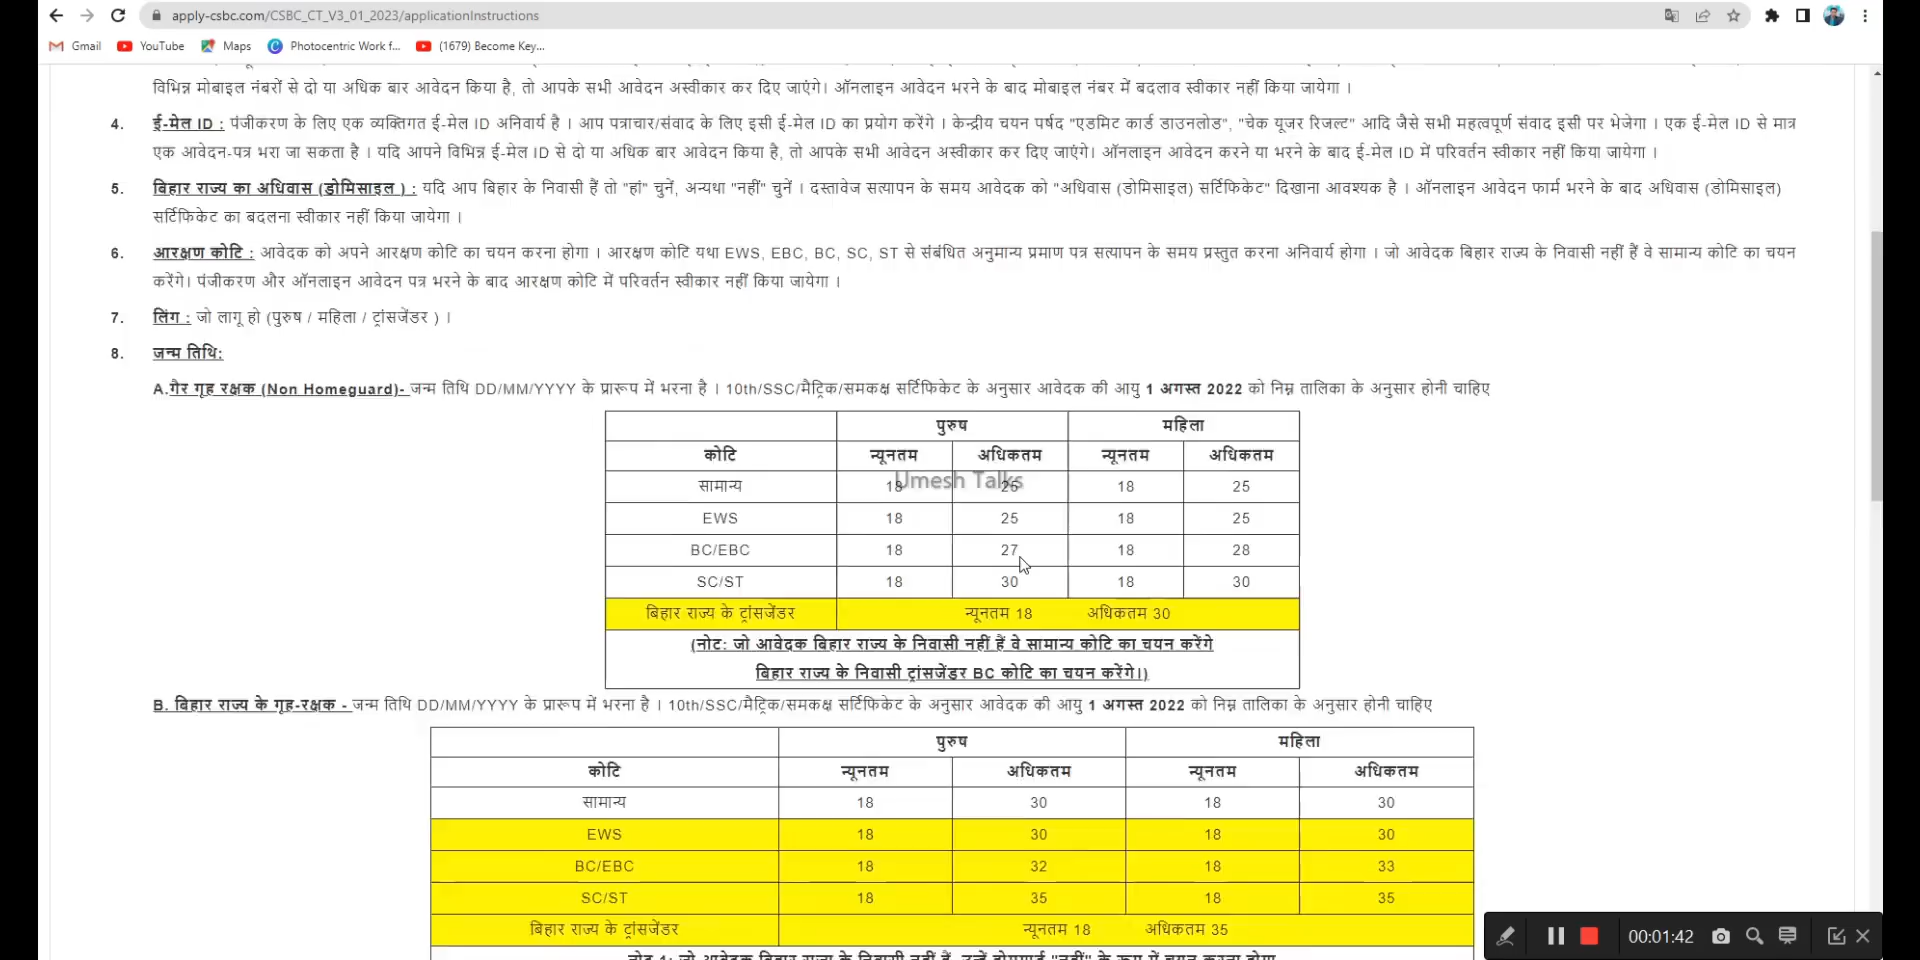 apply-csbc.com/CSBC_CT_V3_01_2023/applicationInstructions
Gmail YouTube Maps Photocentric Work f... (1679) Become Key...
विभिन्न मोबाइल नंबरों से दो या अधिक बार आवेदन किया है, तो आपके सभी आवेदन अस्वीकार कर दिए जाएंगे। ऑनलाइन आवेदन भरने के बाद मोबाइल नंबर में बदलाव स्वीकार नहीं किया जायेगा ।
4. ई-मेल ID : पंजीकरण के लिए एक व्यक्तिगत ई-मेल ID अनिवार्य है । आप पत्राचार/संवाद के लिए इसी ई-मेल ID का प्रयोग करेंगे । केन्द्रीय चयन पर्षद "एडमिट कार्ड डाउनलोड", "चेक यूजर रिजल्ट" आदि जैसे सभी महत्वपूर्ण संवाद इसी पर भेजेगा । एक ई-मेल ID से मात्र
एक आवेदन-पत्र भरा जा सकता है । यदि आपने विभिन्न ई-मेल ID से दो या अधिक बार आवेदन किया है, तो आपके सभी आवेदन अस्वीकार कर दिए जाएंगे। ऑनलाइन आवेदन करने या भरने के बाद ई-मेल ID में परिवर्तन स्वीकार नहीं किया जायेगा ।
5. बिहार राज्य का अधिवास (डोमिसाइल ) : यदि आप बिहार के निवासी हैं तो "हां" चुनें, अन्यथा "नहीं" चुनें । दस्तावेज सत्यापन के समय आवेदक को "अधिवास (डोमिसाइल) सर्टिफिकेट" दिखाना आवश्यक है । ऑनलाइन आवेदन फार्म भरने के बाद अधिवास (डोमिसाइल)
सर्टिफिकेट का बदलना स्वीकार नहीं किया जायेगा ।
6. आरक्षण कोटि : आवेदक को अपने आरक्षण कोटि का चयन करना होगा । आरक्षण कोटि यथा EWS, EBC, BC, SC, ST से संबंधित अनुमान्य प्रमाण पत्र सत्यापन के समय प्रस्तुत करना अनिवार्य होगा । जो आवेदक बिहार राज्य के निवासी नहीं हैं वे सामान्य कोटि का चयन
करेंगे। पंजीकरण और ऑनलाइन आवेदन पत्र भरने के बाद आरक्षण कोटि में परिवर्तन स्वीकार नहीं किया जायेगा ।
7. लिंग : जो लागू हो (पुरुष / महिला / ट्रांसजेंडर ) ।
8. जन्म तिथि:
A.गैर गृह रक्षक (Non Homeguard)- जन्म तिथि DD/MM/YYYY के प्रारूप में भरना है । 10th/SSC/मैट्रिक/समकक्ष सर्टिफिकेट के अनुसार आवेदक की आयु 1 अगस्त 2022 को निम्न तालिका के अनुसार होनी चाहिए
पुरुष महिला
कोटि न्यूनतम अधिकतम न्यूनतम अधिकतम
Umesh Talks
सामान्य 18 25 18 25
EWS 18 25 18 25
BC/EBC 18 27 18 28
SC/ST 18 30 18 30
बिहार राज्य के ट्रांसजेंडर न्यूनतम 18 अधिकतम 30
(नोट: जो आवेदक बिहार राज्य के निवासी नहीं हैं वे सामान्य कोटि का चयन करेंगे
बिहार राज्य के निवासी ट्रांसजेंडर BC कोटि का चयन करेंगे।)
B. बिहार राज्य के गृह-रक्षक - जन्म तिथि DD/MM/YYYY के प्रारूप में भरना है । 10th/SSC/मैट्रिक/समकक्ष सर्टिफिकेट के अनुसार आवेदक की आयु 1 अगस्त 2022 को निम्न तालिका के अनुसार होनी चाहिए
पुरुष महिला
कोटि न्यूनतम अधिकतम न्यूनतम अधिकतम
सामान्य 18 30 18 30
EWS 18 30 18 30
BC/EBC 18 32 18 33
SC/ST 18 35 18 35
बिहार राज्य के ट्रांसजेंडर न्यूनतम 18 अधिकतम 35
00:01:42